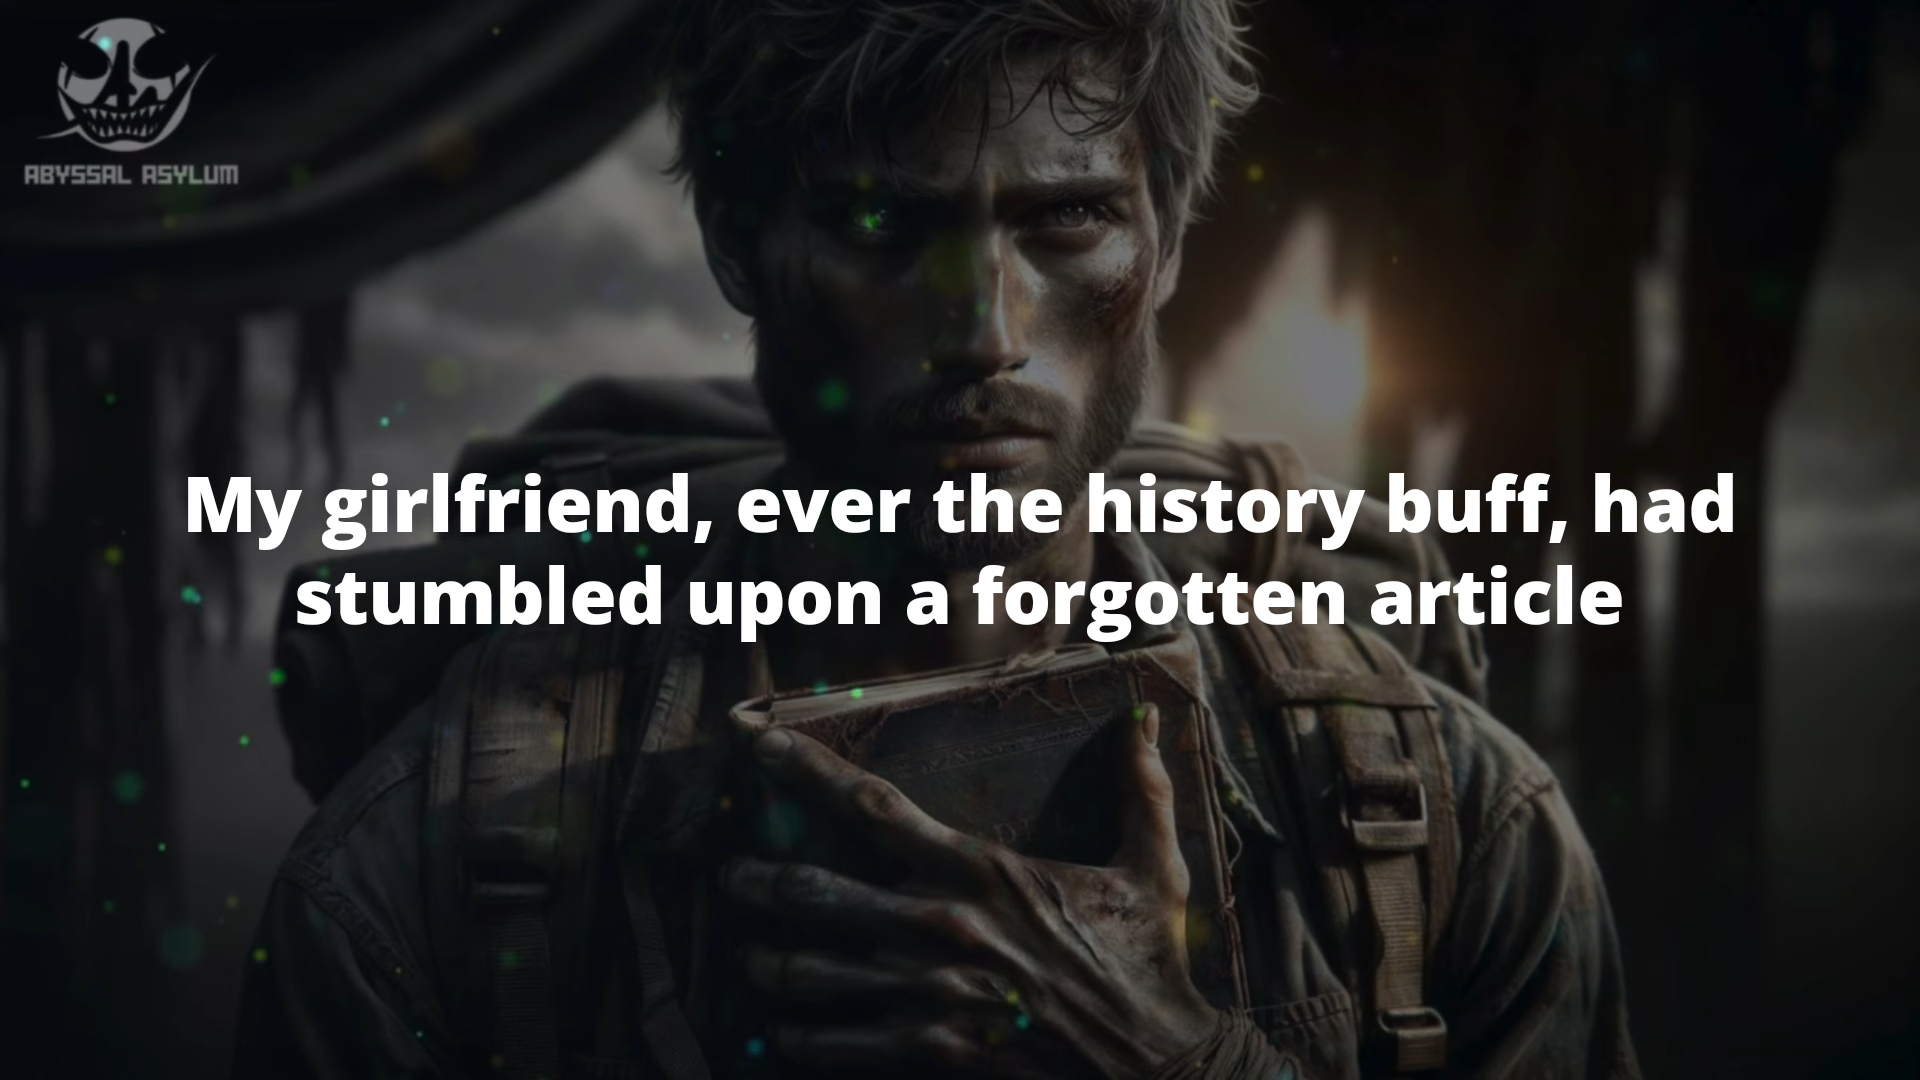 ABYSSAL ASYLUM
My girlfriend, ever the history buff, had
stumbled upon a forgotten article